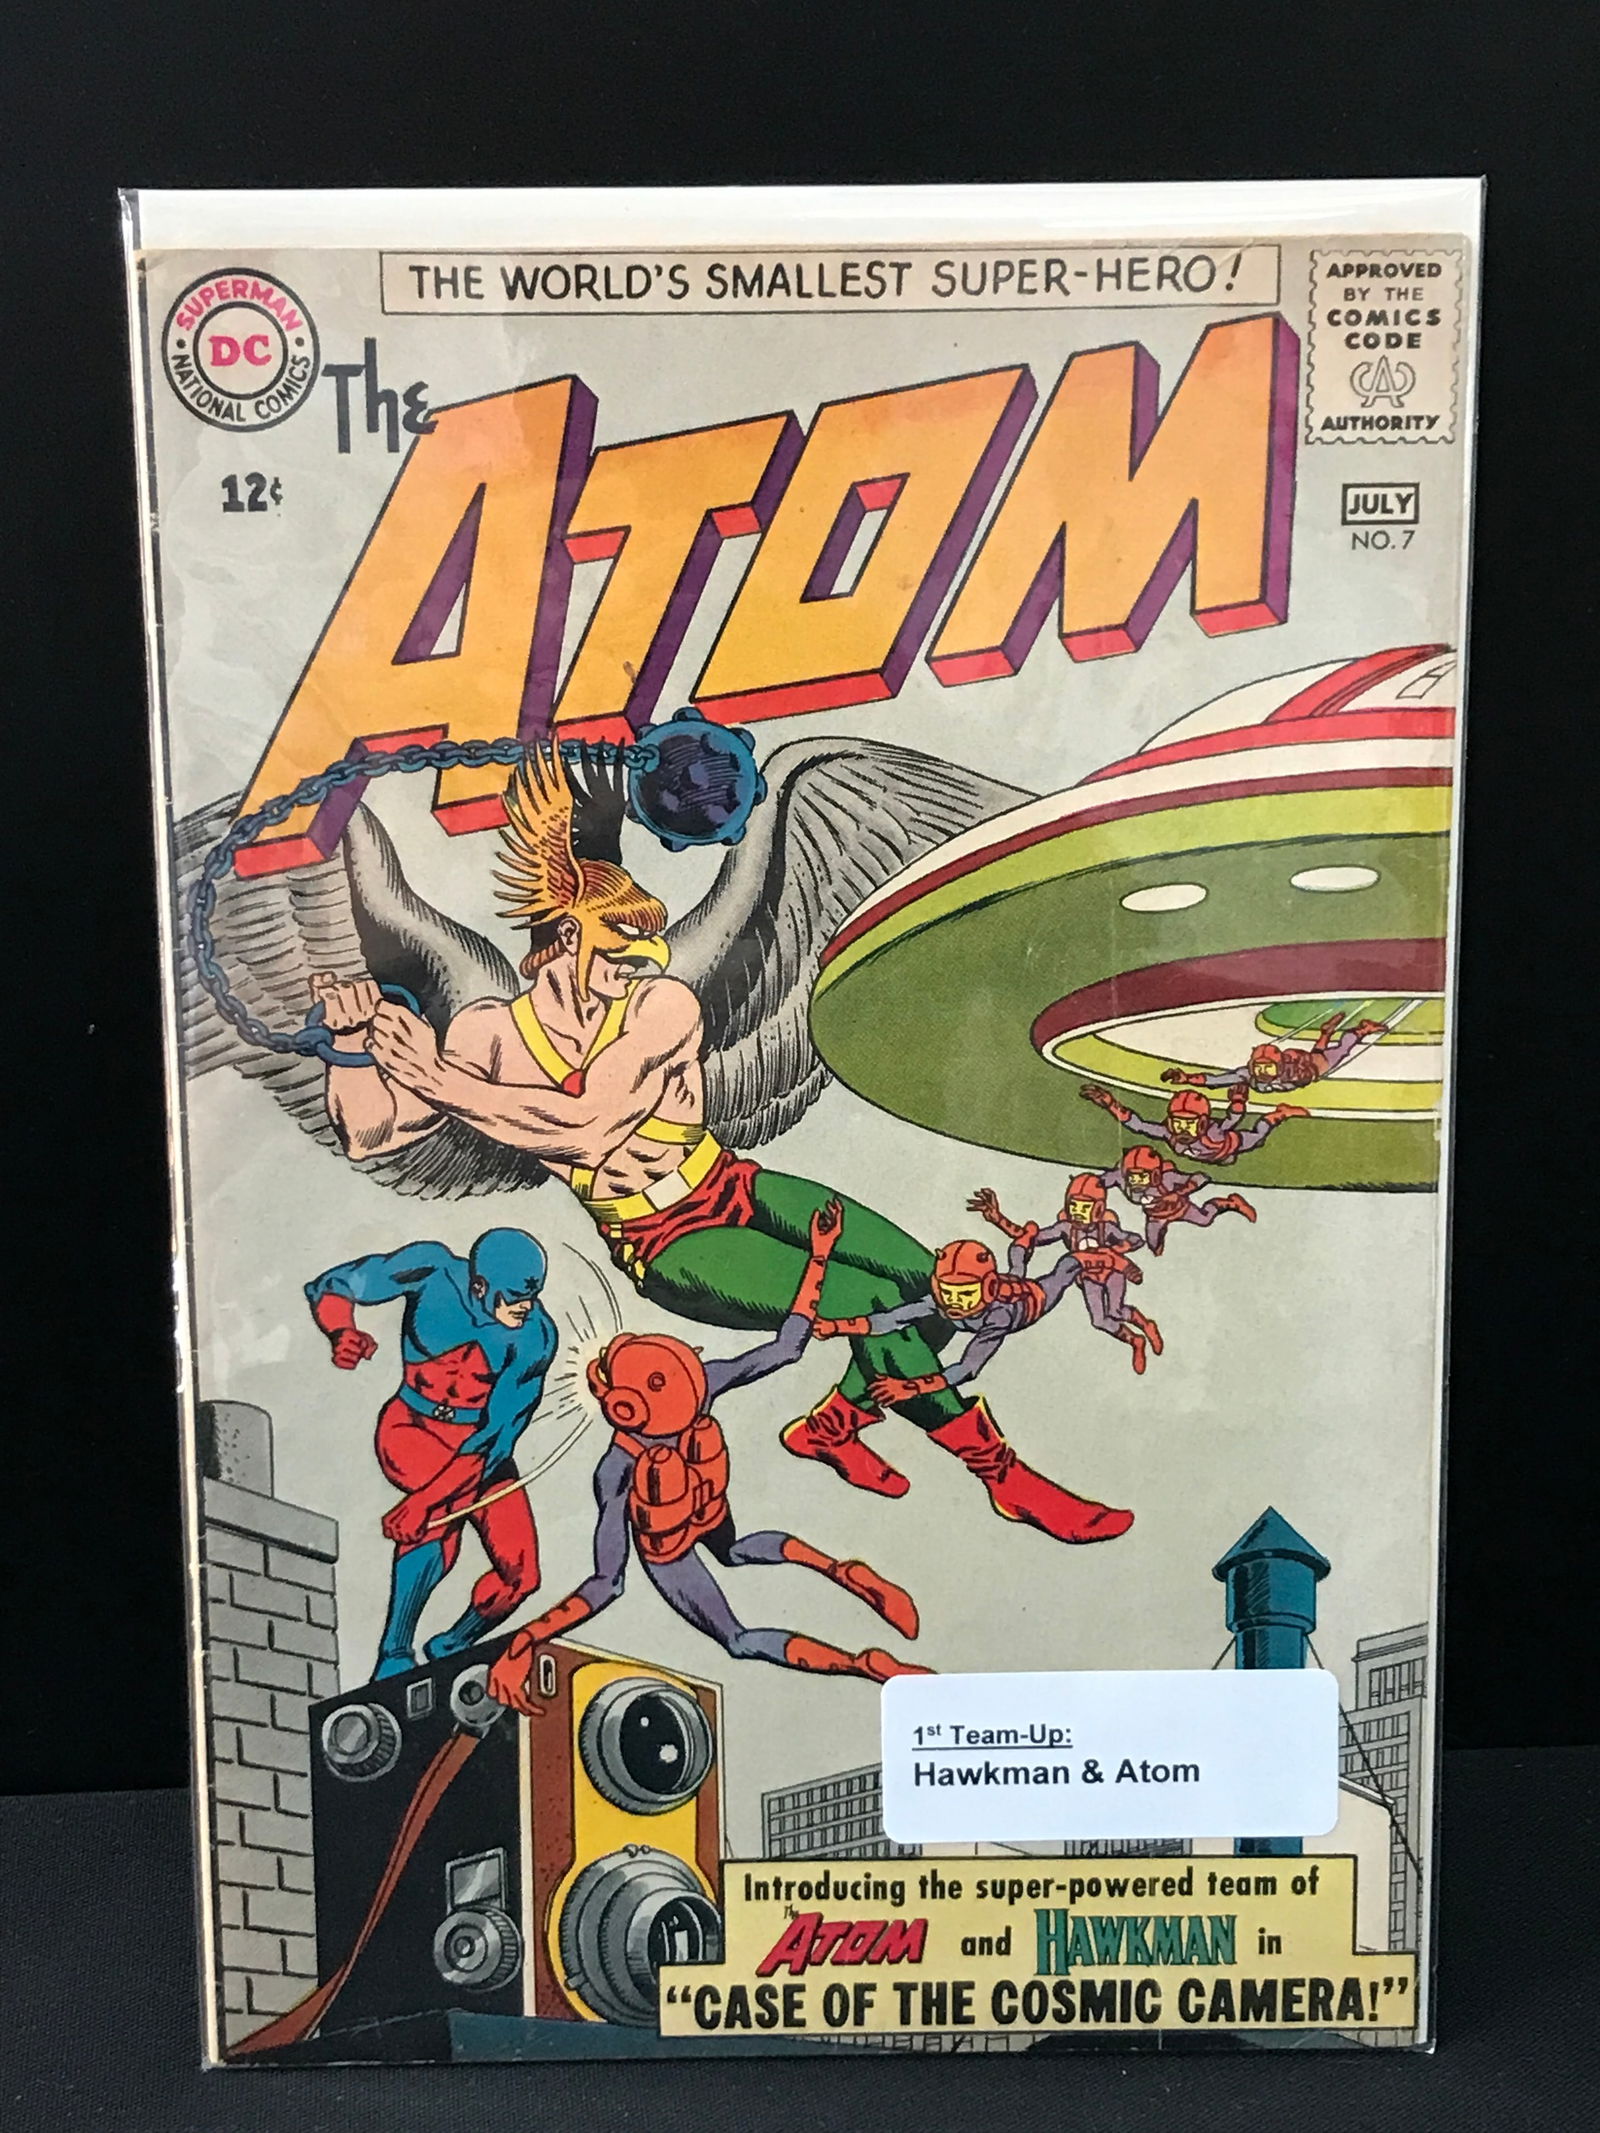 THE WORLD'S SMALLEST SUPER-HERO!
SUPERMAN
DC
NATIONAL COMICS
The
ATOM
12¢
APPROVED
BY THE
COMICS
CODE
CA
AUTHORITY
JULY
NO. 7
1st Team-Up:
Hawkman & Atom
Introducing the super-powered team of
The ATOM and HAWKMAN in
"CASE OF THE COSMIC CAMERA!"